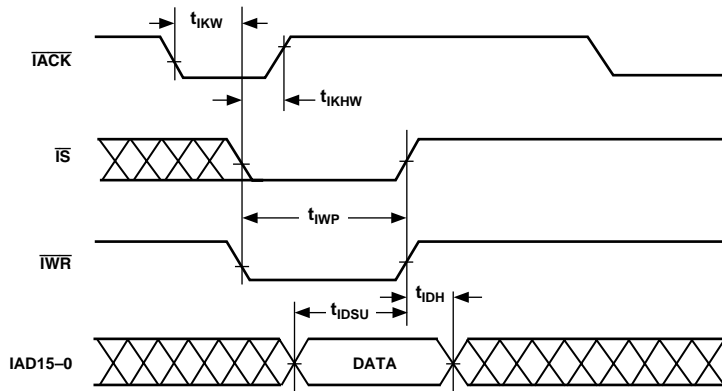 tIKW
IACK
tIKHW
IS
tIWP
IWR
tIDH
tIDSU
IAD15–0
DATA